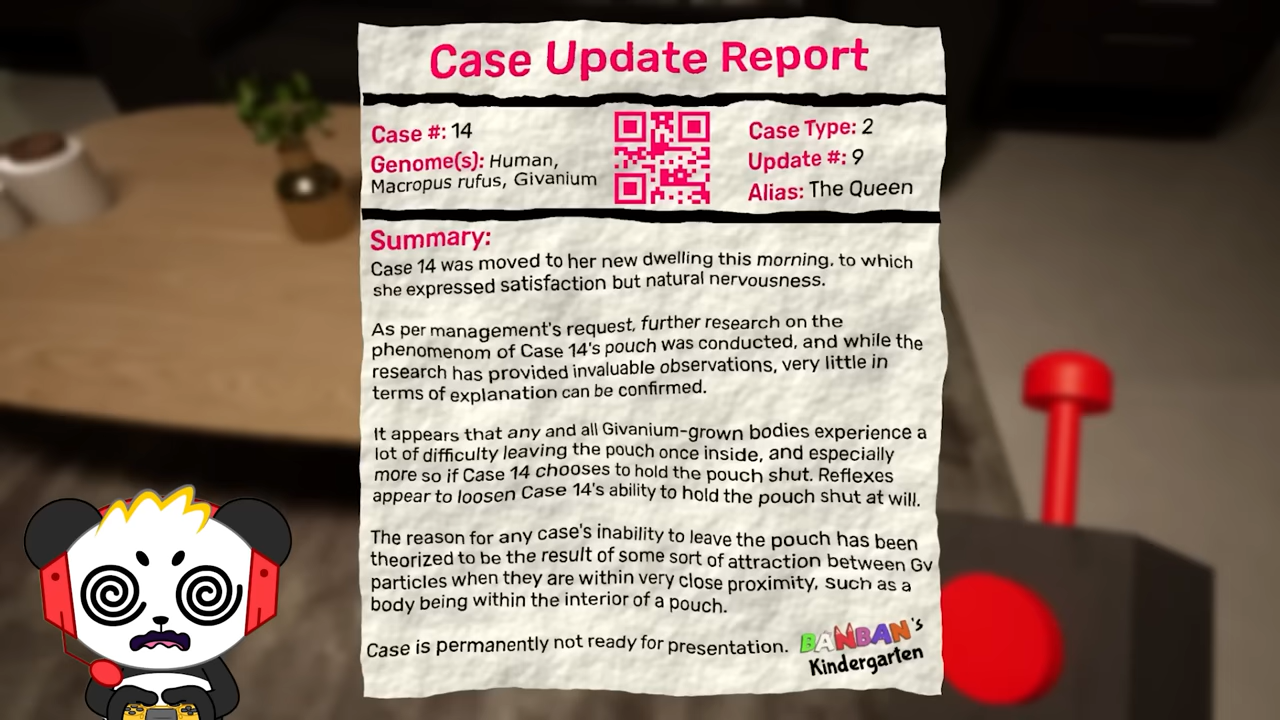 Case Update Report
Case #: 14
Genome(s): Human,
Macropus rufus, Givanium
Case Type: 2
Update #: 9
Alias: The Queen
Summary:
Case 14 was moved to her new dwelling this morning, to which
she expressed satisfaction but natural nervousness.
As per management's request, further research on the
phenomenom of Case 14's pouch was conducted, and while the
research has provided invaluable observations, very little in
terms of explanation can be confirmed.
It appears that any and all Givanium-grown bodies experience a
lot of difficulty leaving the pouch once inside, and especially
more so if Case 14 chooses to hold the pouch shut. Reflexes
appear to loosen Case 14's ability to hold the pouch shut at will.
The reason for any case's inability to leave the pouch has been
theorized to be the result of some sort of attraction between Gv
particles when they are within very close proximity, such as a
body being within the interior of a pouch.
Case is permanently not ready for presentation.
BANBAN's
Kindergarten